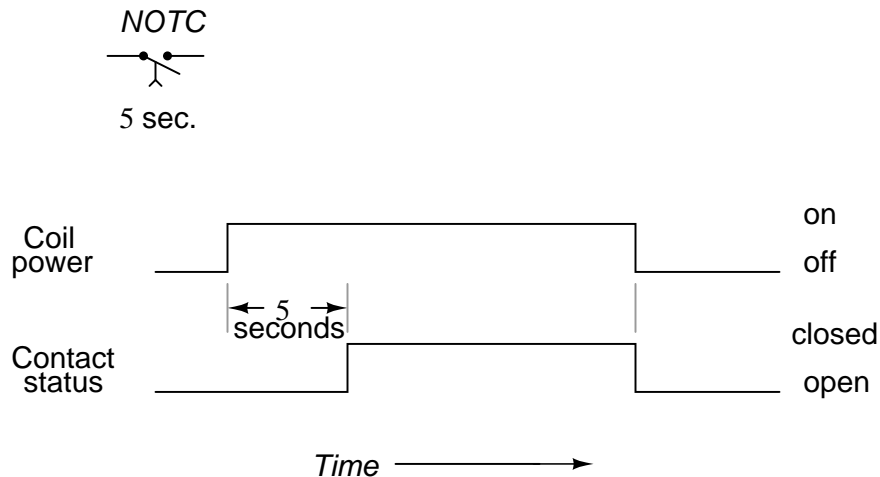 NOTC
5 sec.
on
Coil
power
off
5
seconds
closed
Contact
status
open
Time